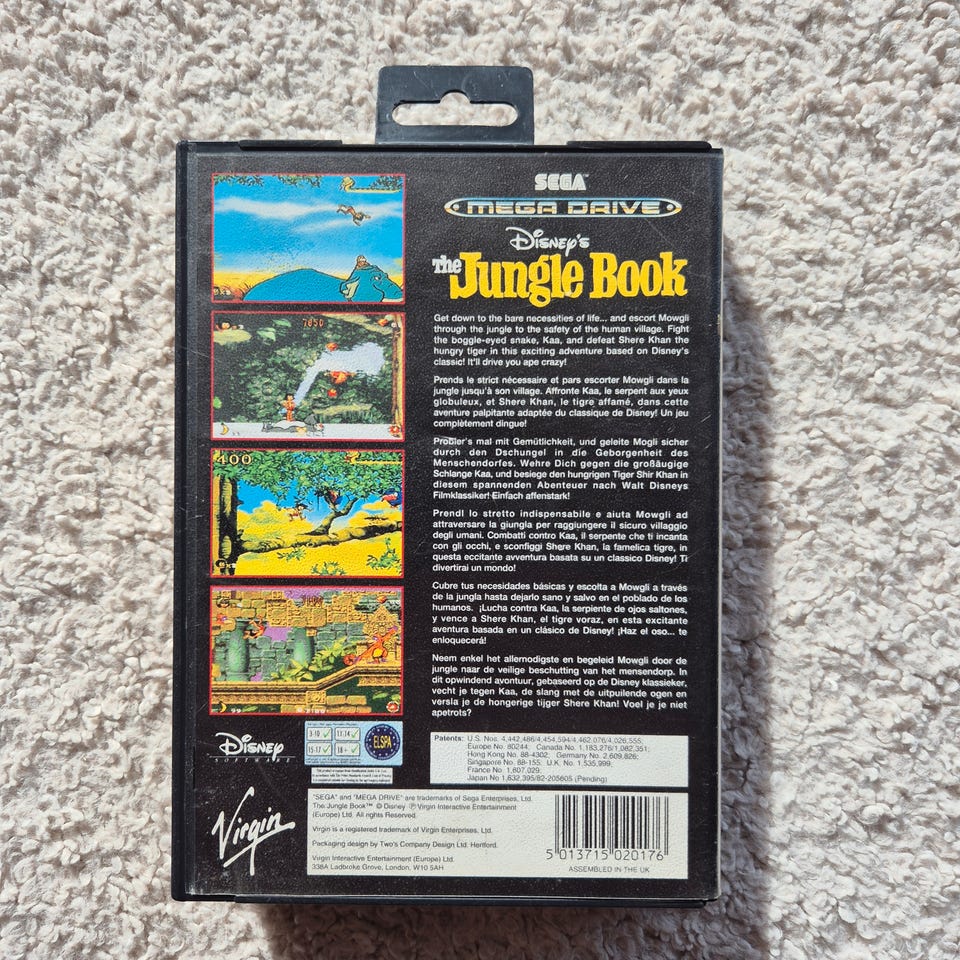 SEGA™
MEGA DRIVE
DISNEY'S
The Jungle Book
Get down to the bare necessities of life... and escort Mowgli
through the jungle to the safety of the human village. Fight
the boggle-eyed snake, Kaa, and defeat Shere Khan the
hungry tiger in this exciting adventure based on Disney's
classic! It'll drive you ape crazy!
Prends le strict nécessaire et pars escorter Mowgli dans la
jungle jusqu'à son village. Affronte Kaa, le serpent aux yeux
globuleux, et Shere Khan, le tigre affamé, dans cette
aventure palpitante adaptée du classique de Disney! Un jeu
complètement dingue!
Probier's mal mit Gemütlichkeit, und geleite Mogli sicher
durch den Dschungel in die Geborgenheit des
Menschendorfes. Wehre Dich gegen die großäugige
Schlange Kaa, und besiege den hungrigen Tiger Shir Khan in
diesem spannenden Abenteuer nach Walt Disneys
Filmklassiker! Einfach affenstark!
Prendi lo stretto indispensabile e aiuta Mowgli ad
attraversare la giungla per raggiungere il sicuro villaggio
degli umani. Combatti contro Kaa, il serpente che ti incanta
con gli occhi, e sconfiggi Shere Khan, la famelica tigre, in
questa eccitante avventura basata su un classico Disney! Ti
divertirai un mondo!
Cubre tus necesidades básicas y escolta a Mowgli a través
de la jungla hasta dejarlo sano y salvo en el poblado de los
humanos. ¡Lucha contra Kaa, la serpiente de ojos saltones,
y vence a Shere Khan, el tigre voraz, en esta excitante
aventura basada en un clásico de Disney! ¡Haz el oso... te
enloquecerá!
Neem enkel het allernodigste en begeleid Mowgli door de
jungle naar de veilige beschutting van het mensendorp. In
dit opwindend avontuur, gebaseerd op de Disney klassieker,
vecht je tegen Kaa, de slang met de uitpuilende ogen en
versla je de hongerige tijger Shere Khan! Voel je je niet
apetrots?
7850
400
DISNEY
SOFTWARE
3-10
11-14
15-17
18+
ELSPA
Patents: U.S. Nos. 4,442,486/4,454,594/4,462,076/4,026,555;
Europe No. 80244; Canada No. 1,183,276/1,082,351;
Hong Kong No. 88-4302; Germany No. 2,609,826;
Singapore No. 88-155; U.K. No. 1,535,999;
France No. 1,607,029;
Japan No 1,632,395/82-205605 (Pending)
Virgin
"SEGA" and "MEGA DRIVE" are trademarks of Sega Enterprises, Ltd.
The Jungle Book™ © Disney ℗ Virgin Interactive Entertainment
(Europe) Ltd. All rights Reserved.
Virgin is a registered trademark of Virgin Enterprises, Ltd.
Packaging design by Two's Company Design Ltd. Hertford.
Virgin Interactive Entertainment (Europe) Ltd.
338A Ladbroke Grove, London, W10 5AH
5 013715 020176
ASSEMBLED IN THE UK